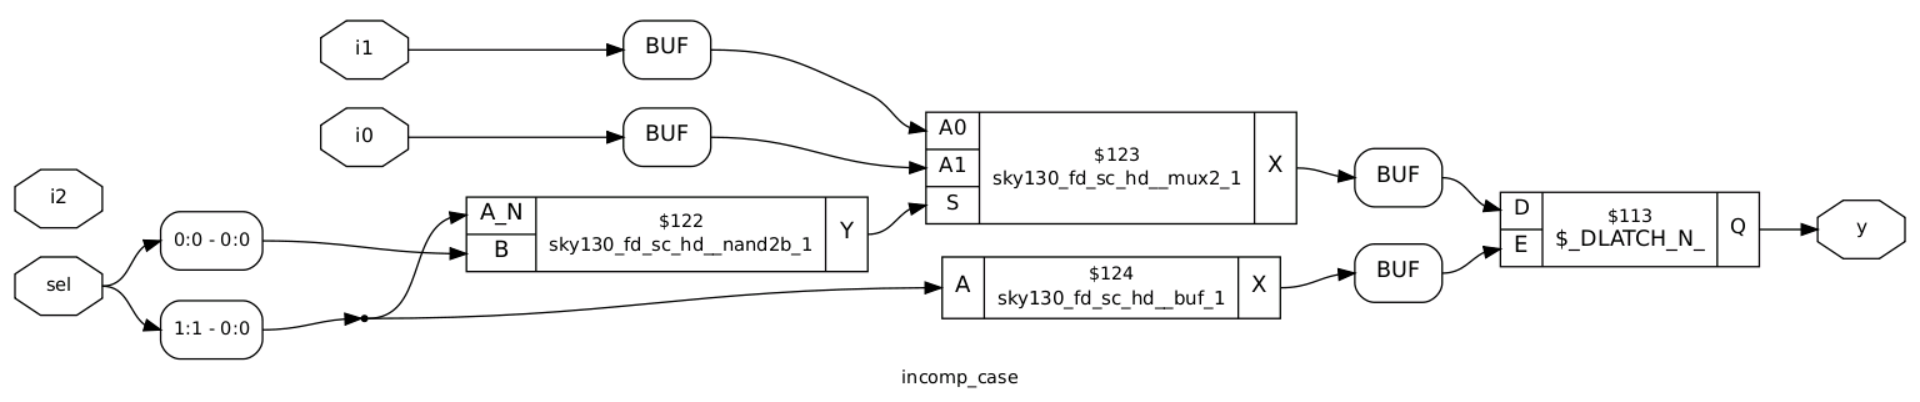 i1
BUF
i0
BUF
A0
A1
S
$123
sky130_fd_sc_hd__mux2_1
X
BUF
i2
0:0 - 0:0
sel
1:1 - 0:0
A_N
B
$122
sky130_fd_sc_hd__nand2b_1
Y
A
$124
sky130_fd_sc_hd__buf_1
X
BUF
D
E
$113
$_DLATCH_N_
Q
y
incomp_case